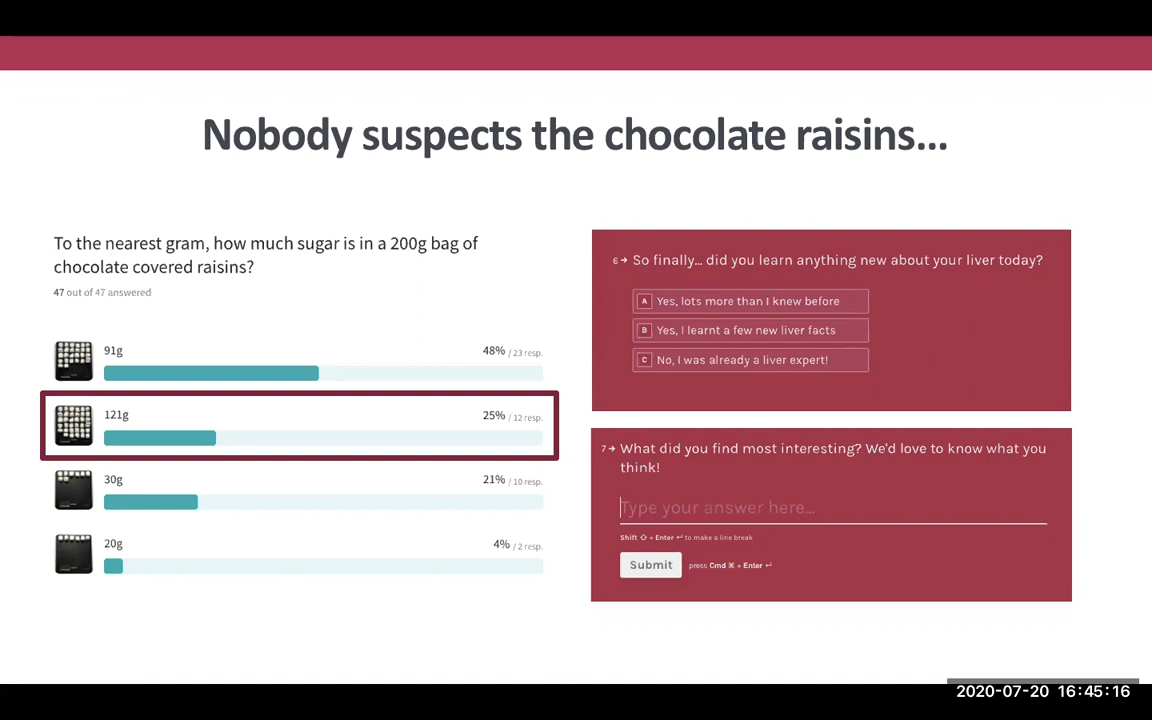 Nobody suspects the chocolate raisins...
To the nearest gram, how much sugar is in a 200g bag of
chocolate covered raisins?
47 out of 47 answered
91g
48% / 23 resp.
121g
25% / 12 resp.
30g
21% / 10 resp.
20g
4% / 2 resp.
6 → So finally... did you learn anything new about your liver today?
A Yes, lots more than I knew before
B Yes, I learnt a few new liver facts
C No, I was already a liver expert!
7 → What did you find most interesting? We'd love to know what you
think!
Type your answer here...
Shift ⇧ + Enter ↵ to make a line break
Submit press Cmd ⌘ + Enter ↵
2020-07-20 16:45:16